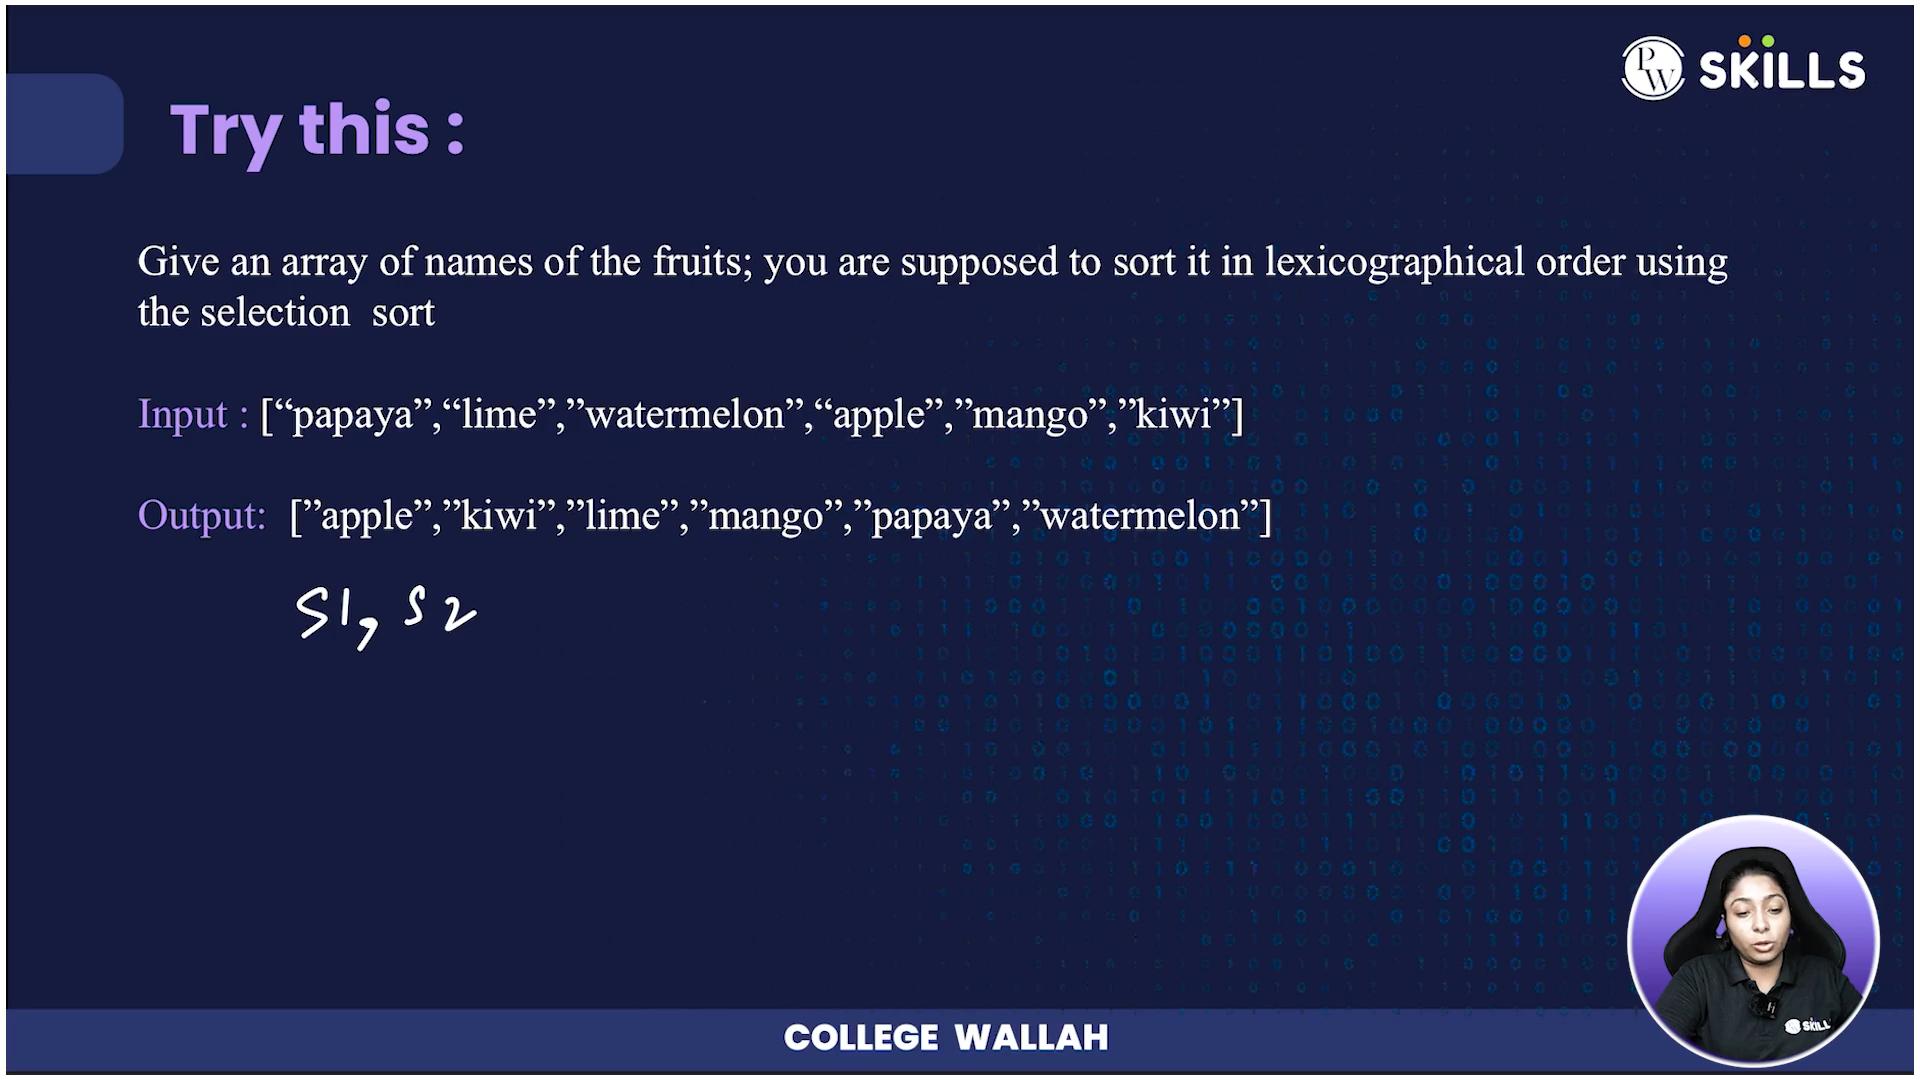 PW SKiLLS
Try this :
Give an array of names of the fruits; you are supposed to sort it in lexicographical order using
the selection sort
Input : [“papaya”,“lime”,”watermelon”,“apple”,”mango”,”kiwi”]
Output: [”apple”,”kiwi”,”lime”,”mango”,”papaya”,”watermelon”]
S1, S2
SKILL
COLLEGE WALLAH